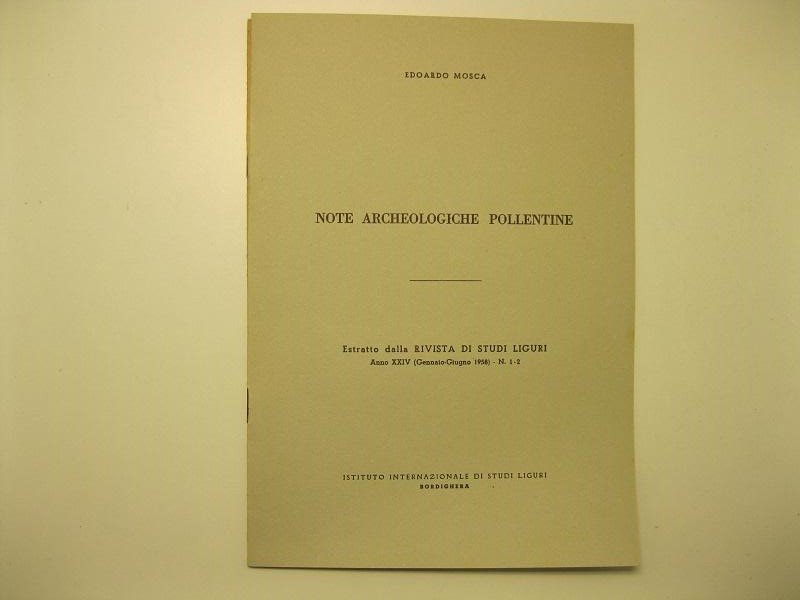 EDOARDO MOSCA
NOTE ARCHEOLOGICHE POLLENTINE
Estratto dalla RIVISTA DI STUDI LIGURI
Anno XXIV (Gennaio-Giugno 1958) - N. 1-2
ISTITUTO INTERNAZIONALE DI STUDI LIGURI
BORDIGHERA